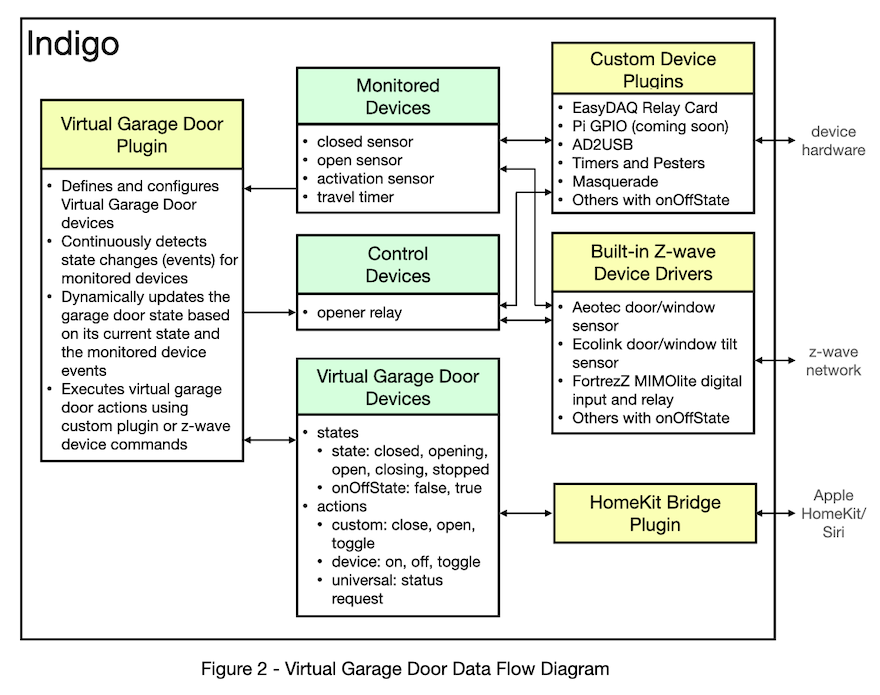 Indigo
Virtual Garage Door
Plugin
• Defines and configures
Virtual Garage Door
devices
• Continuously detects
state changes (events) for
monitored devices
• Dynamically updates the
garage door state based
on its current state and
the monitored device
events
• Executes virtual garage
door actions using
custom plugin or z-wave
device commands
Monitored
Devices
• closed sensor
• open sensor
• activation sensor
• travel timer
Control
Devices
• opener relay
Virtual Garage Door
Devices
• states
• state: closed, opening,
open, closing, stopped
• onOffState: false, true
• actions
• custom: close, open,
toggle
• device: on, off, toggle
• universal: status
request
Custom Device
Plugins
• EasyDAQ Relay Card
• Pi GPIO (coming soon)
• AD2USB
• Timers and Pesters
• Masquerade
• Others with onOffState
Built-in Z-wave
Device Drivers
• Aeotec door/window
sensor
• Ecolink door/window tilt
sensor
• FortrezZ MIMOlite digital
input and relay
• Others with onOffState
HomeKit Bridge
Plugin
device
hardware
z-wave
network
Apple
HomeKit/
Siri
Figure 2 - Virtual Garage Door Data Flow Diagram